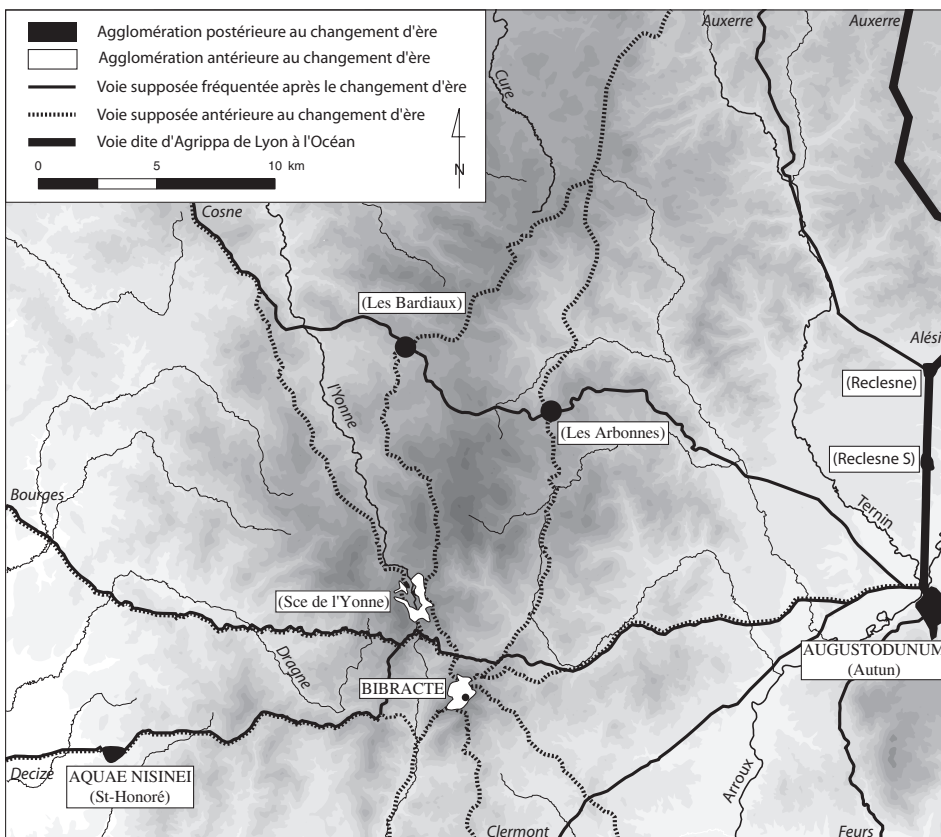 Agglomération postérieure au changement d'ère
Agglomération antérieure au changement d'ère
Voie supposée fréquentée après le changement d'ère
Voie supposée antérieure au changement d'ère
Voie dite d'Agrippa de Lyon à l'Océan
0 5 10 km
N
Cure
Auxerre
Auxerre
Cosne
(Les Bardiaux)
Alési
(Reclesne)
l'Yonne
(Les Arbonnes)
(Reclesne S)
Bourges
Ternin
(Sce de l'Yonne)
Dragne
BIBRACTE
AUGUSTODUNUM
(Autun)
Decize
AQUAE NISINEI
(St-Honoré)
Arroux
Clermont
Feurs